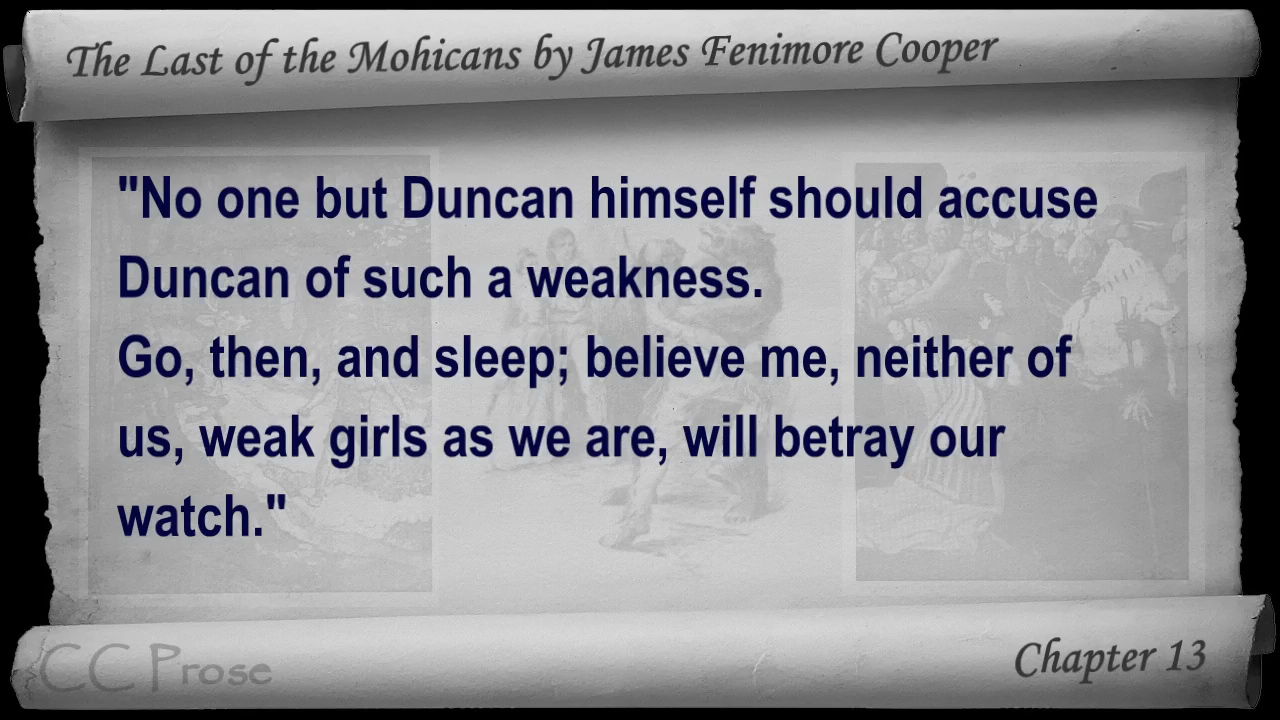 The Last of the Mohicans by James Fenimore Cooper
"No one but Duncan himself should accuse
Duncan of such a weakness.
Go, then, and sleep; believe me, neither of
us, weak girls as we are, will betray our
watch."
CC Prose
Chapter 13